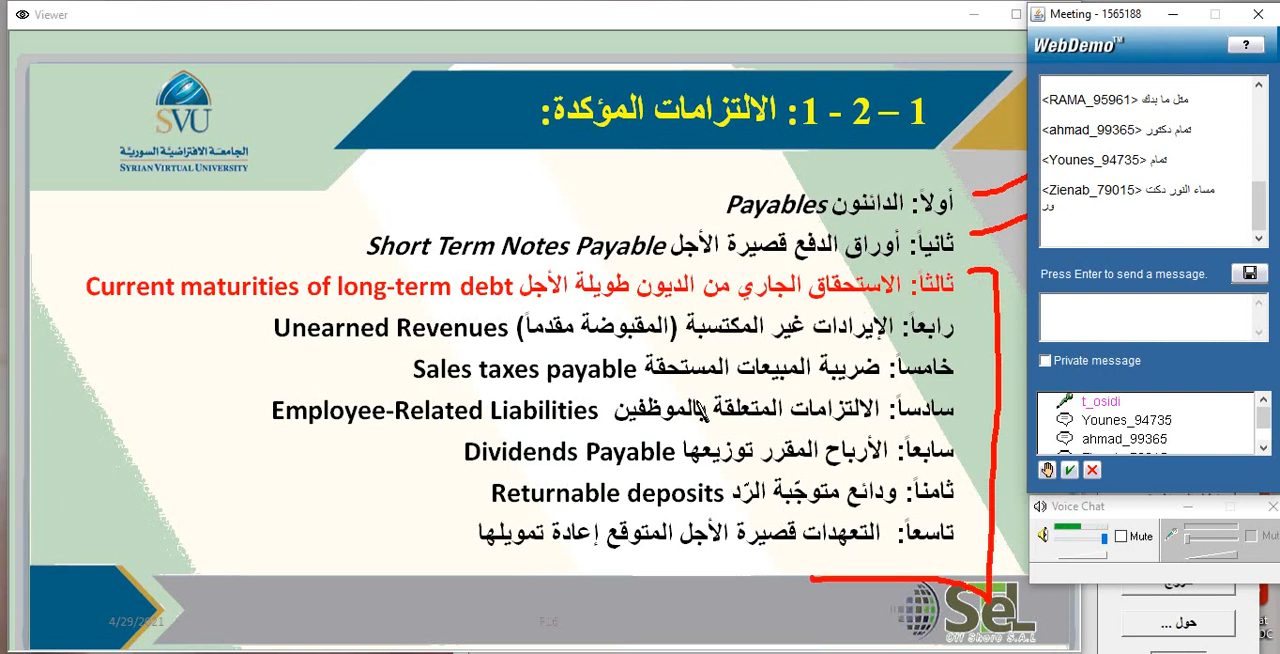 Viewer
SVU
الجامعة الافتراضية السورية
SYRIAN VIRTUAL UNIVERSITY
1 – 2 - 1: الالتزامات المؤكدة:
أولاً: الدائنون Payables
ثانياً: أوراق الدفع قصيرة الأجل Short Term Notes Payable
ثالثاً: الاستحقاق الجاري من الديون طويلة الأجل Current maturities of long-term debt
رابعاً: الإيرادات غير المكتسبة (المقبوضة مقدماً) Unearned Revenues
خامساً: ضريبة المبيعات المستحقة Sales taxes payable
سادساً: الالتزامات المتعلقة بالموظفين Employee-Related Liabilities
سابعاً: الأرباح المقرر توزيعها Dividends Payable
ثامناً: ودائع متوجّبة الرّد Returnable deposits
تاسعاً: التعهدات قصيرة الأجل المتوقع إعادة تمويلها
4/29/2021
F16
SeL
Off Shore S.A.L
Meeting - 1565188
WebDemo™
?
<RAMA_95961> مثل ما بدك
<ahmad_99365> تمام دكتور
<Younes_94735> تمام
<Zienab_79015> مساء النور دكت
ور
Press Enter to send a message.
Private message
t_osidi
Younes_94735
ahmad_99365
Voice Chat
Mute
حول ...